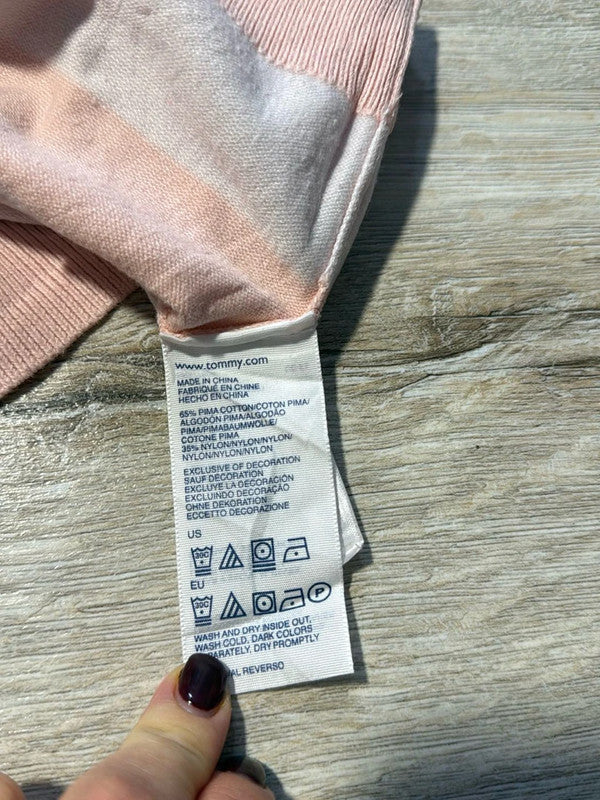 www.tommy.com
MADE IN CHINA
FABRIQUÉ EN CHINE
HECHO EN CHINA
65% PIMA COTTON/COTON PIMA/
ALGODÓN PIMA/ALGODÃO
PIMA/PIMABAUMWOLLE/
COTONE PIMA
35% NYLON/NYLON/NYLON/
NYLON/NYLON/NYLON
EXCLUSIVE OF DECORATION
SAUF DÉCORATION
EXCLUYE LA DECORACIÓN
EXCLUINDO DECORAÇÃO
OHNE DEKORATION
ECCETTO DECORAZIONE
US
30C
EU
30C P
WASH AND DRY INSIDE OUT,
WASH COLD, DARK COLORS
DRY PROMPTLY
REVERSO